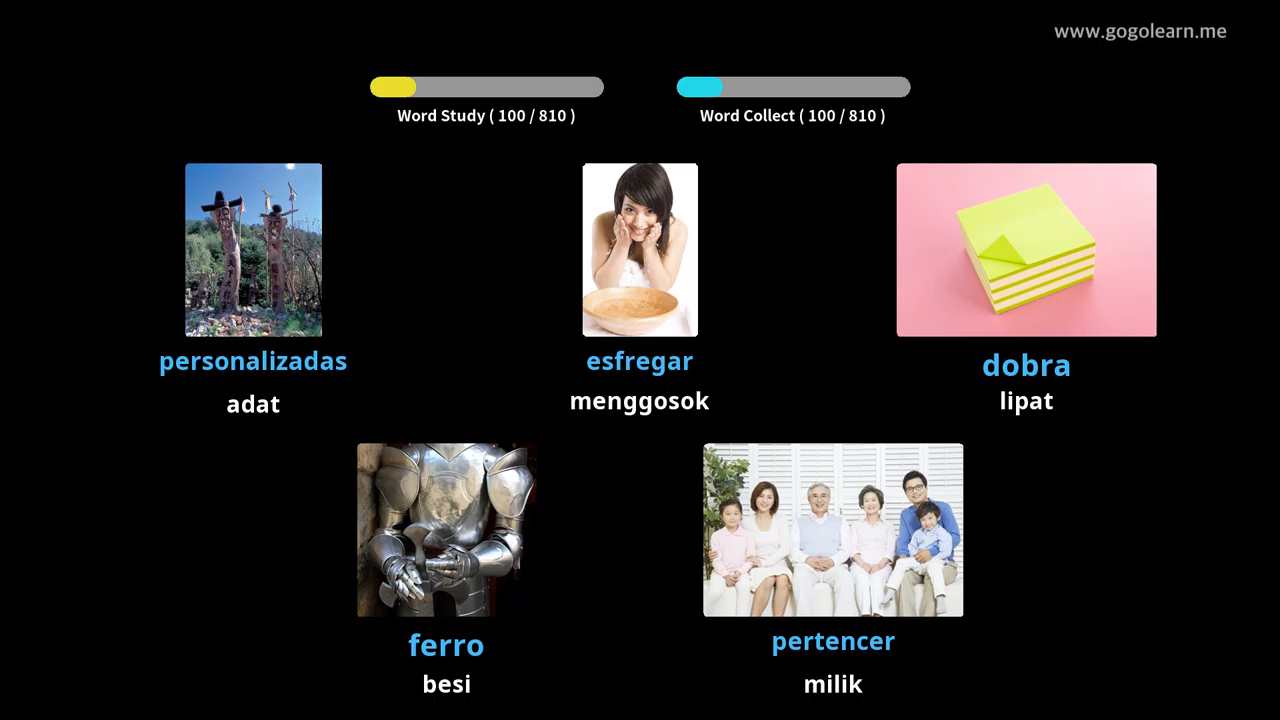 www.gogolearn.me
Word Study ( 100 / 810 )
Word Collect ( 100 / 810 )
personalizadas
adat
esfregar
menggosok
dobra
lipat
ferro
besi
pertencer
milik